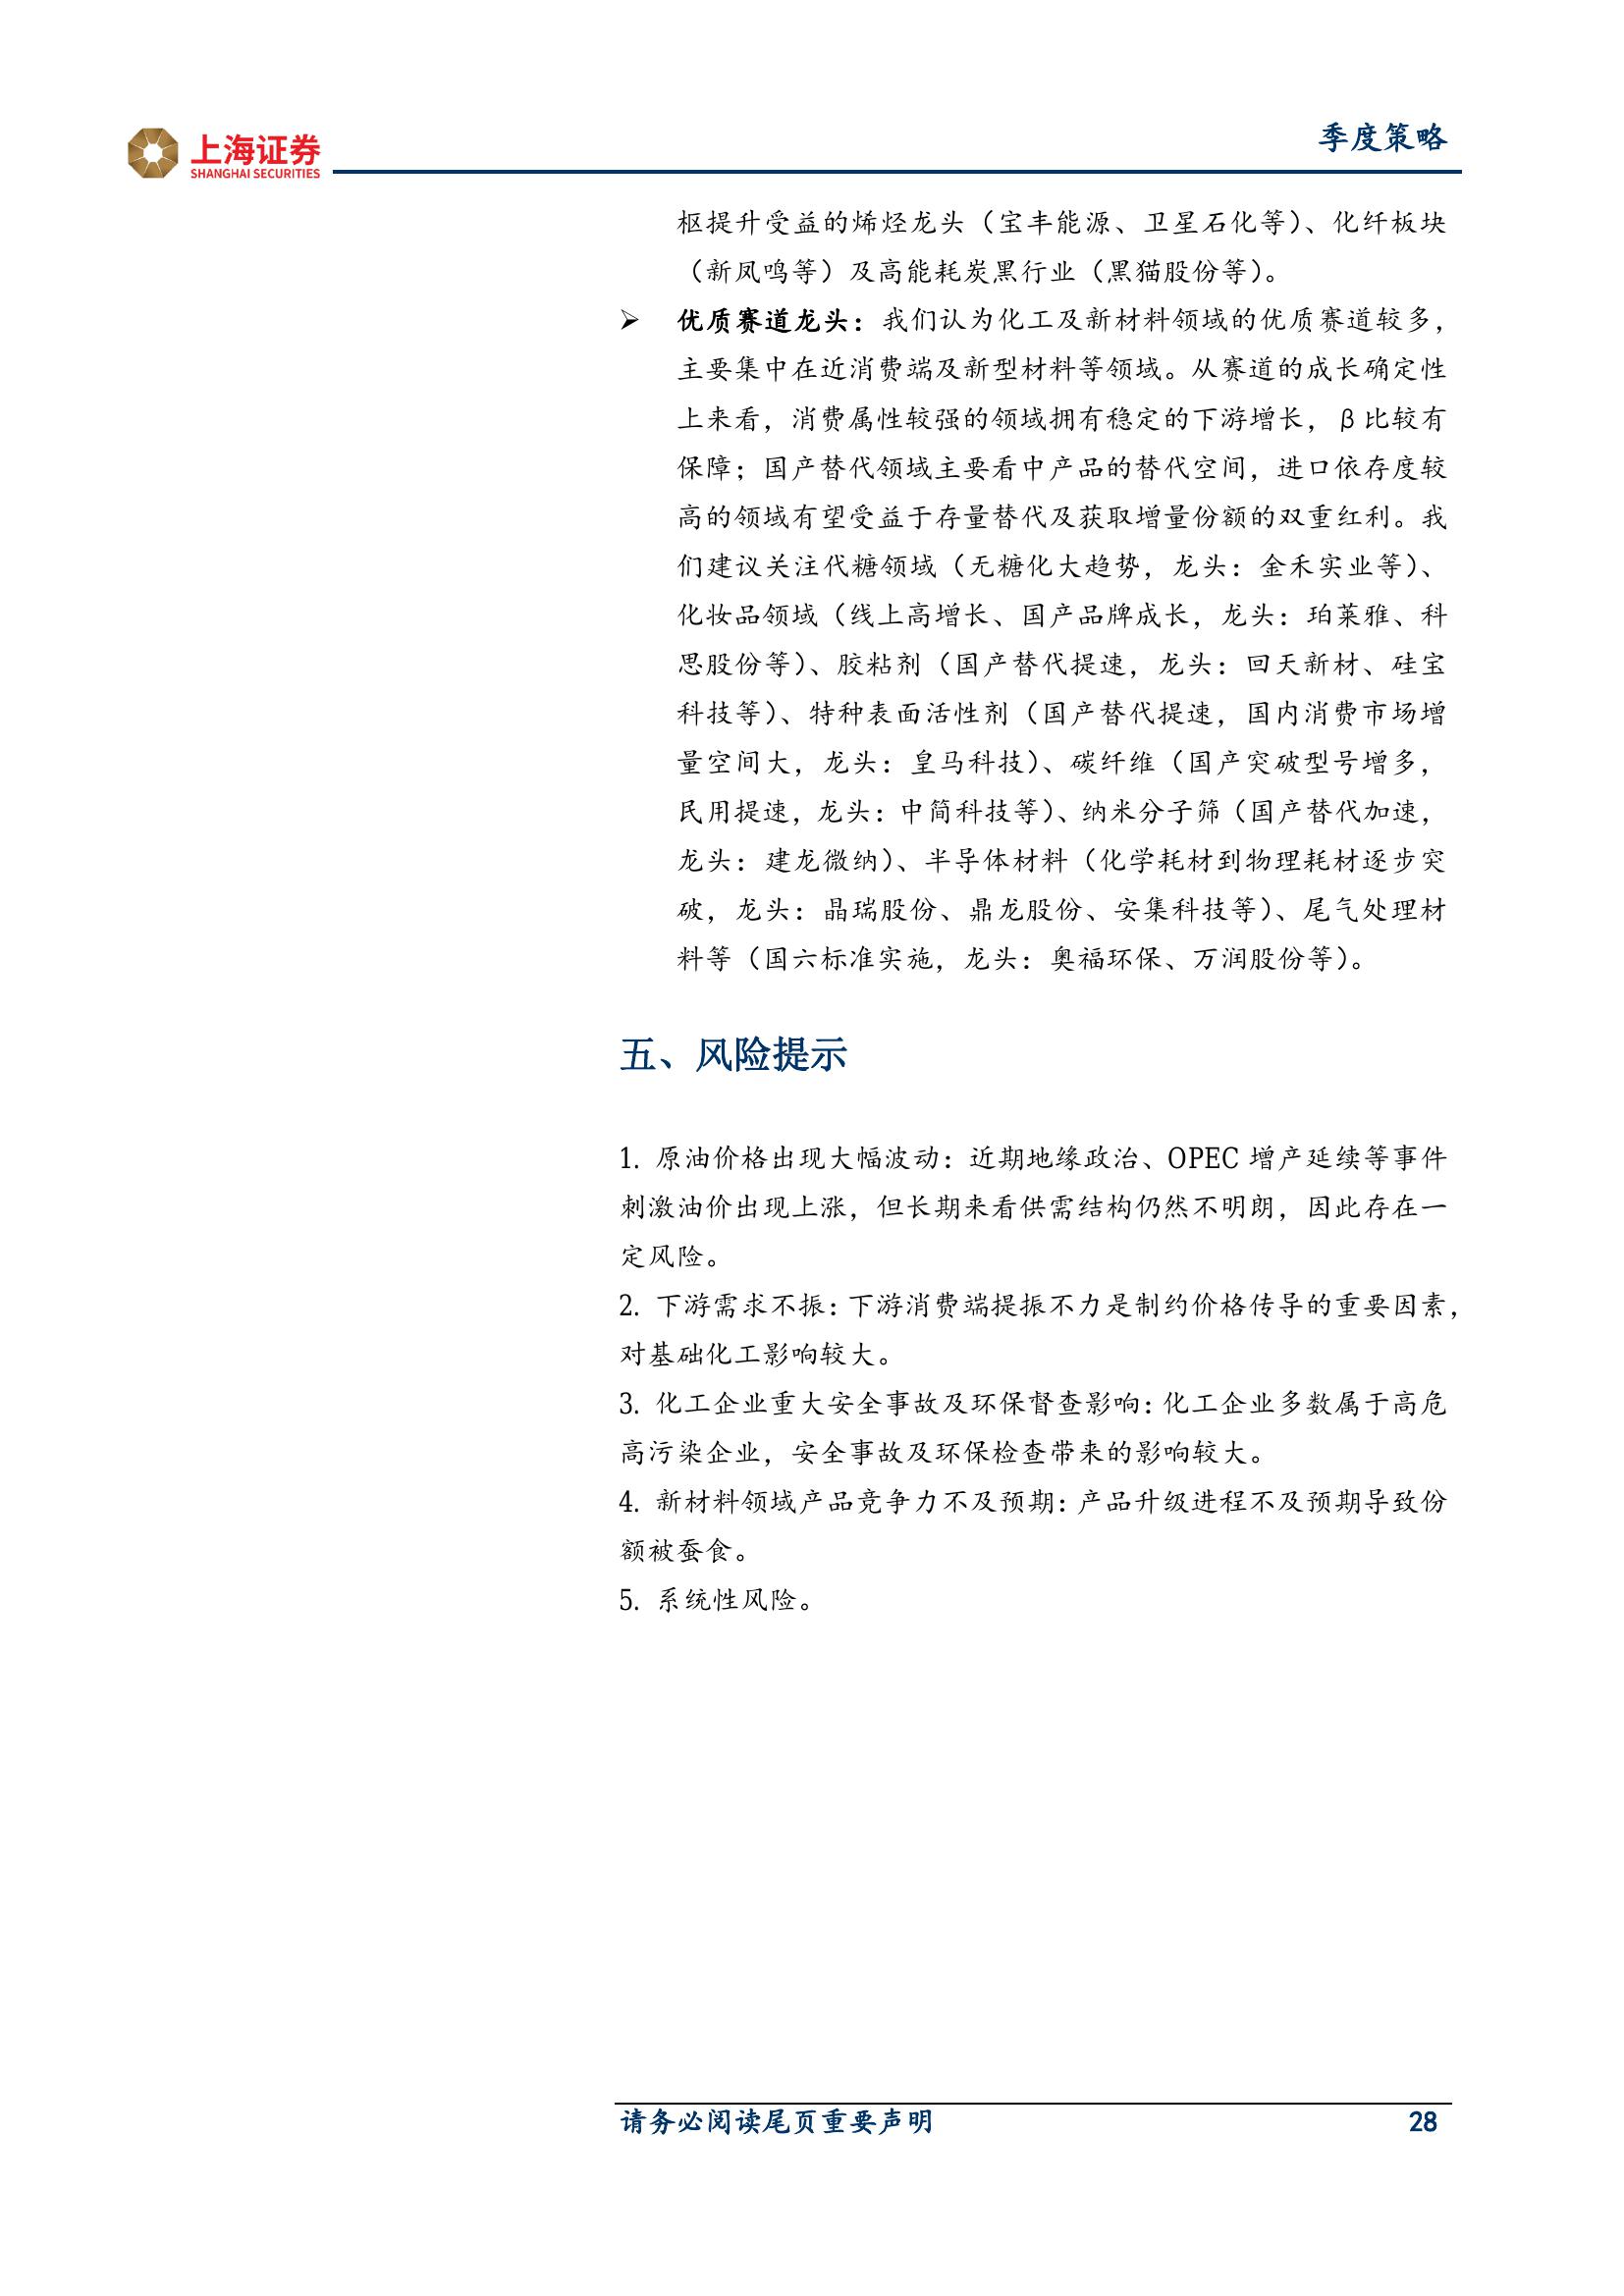 上海证券
SHANGHAI SECURITIES
季度策略
枢提升受益的烯烃龙头（宝丰能源、卫星石化等）、化纤板块
（新凤鸣等）及高能耗炭黑行业（黑猫股份等）。
➢ 优质赛道龙头：我们认为化工及新材料领域的优质赛道较多，
主要集中在近消费端及新型材料等领域。从赛道的成长确定性
上来看，消费属性较强的领域拥有稳定的下游增长，β比较有
保障；国产替代领域主要看中产品的替代空间，进口依存度较
高的领域有望受益于存量替代及获取增量份额的双重红利。我
们建议关注代糖领域（无糖化大趋势，龙头：金禾实业等）、
化妆品领域（线上高增长、国产品牌成长，龙头：珀莱雅、科
思股份等）、胶粘剂（国产替代提速，龙头：回天新材、硅宝
科技等）、特种表面活性剂（国产替代提速，国内消费市场增
量空间大，龙头：皇马科技）、碳纤维（国产突破型号增多，
民用提速，龙头：中简科技等）、纳米分子筛（国产替代加速，
龙头：建龙微纳）、半导体材料（化学耗材到物理耗材逐步突
破，龙头：晶瑞股份、鼎龙股份、安集科技等）、尾气处理材
料等（国六标准实施，龙头：奥福环保、万润股份等）。
五、风险提示
1. 原油价格出现大幅波动：近期地缘政治、OPEC 增产延续等事件
刺激油价出现上涨，但长期来看供需结构仍然不明朗，因此存在一
定风险。
2. 下游需求不振：下游消费端提振不力是制约价格传导的重要因素，
对基础化工影响较大。
3. 化工企业重大安全事故及环保督查影响：化工企业多数属于高危
高污染企业，安全事故及环保检查带来的影响较大。
4. 新材料领域产品竞争力不及预期：产品升级进程不及预期导致份
额被蚕食。
5. 系统性风险。
请务必阅读尾页重要声明
28